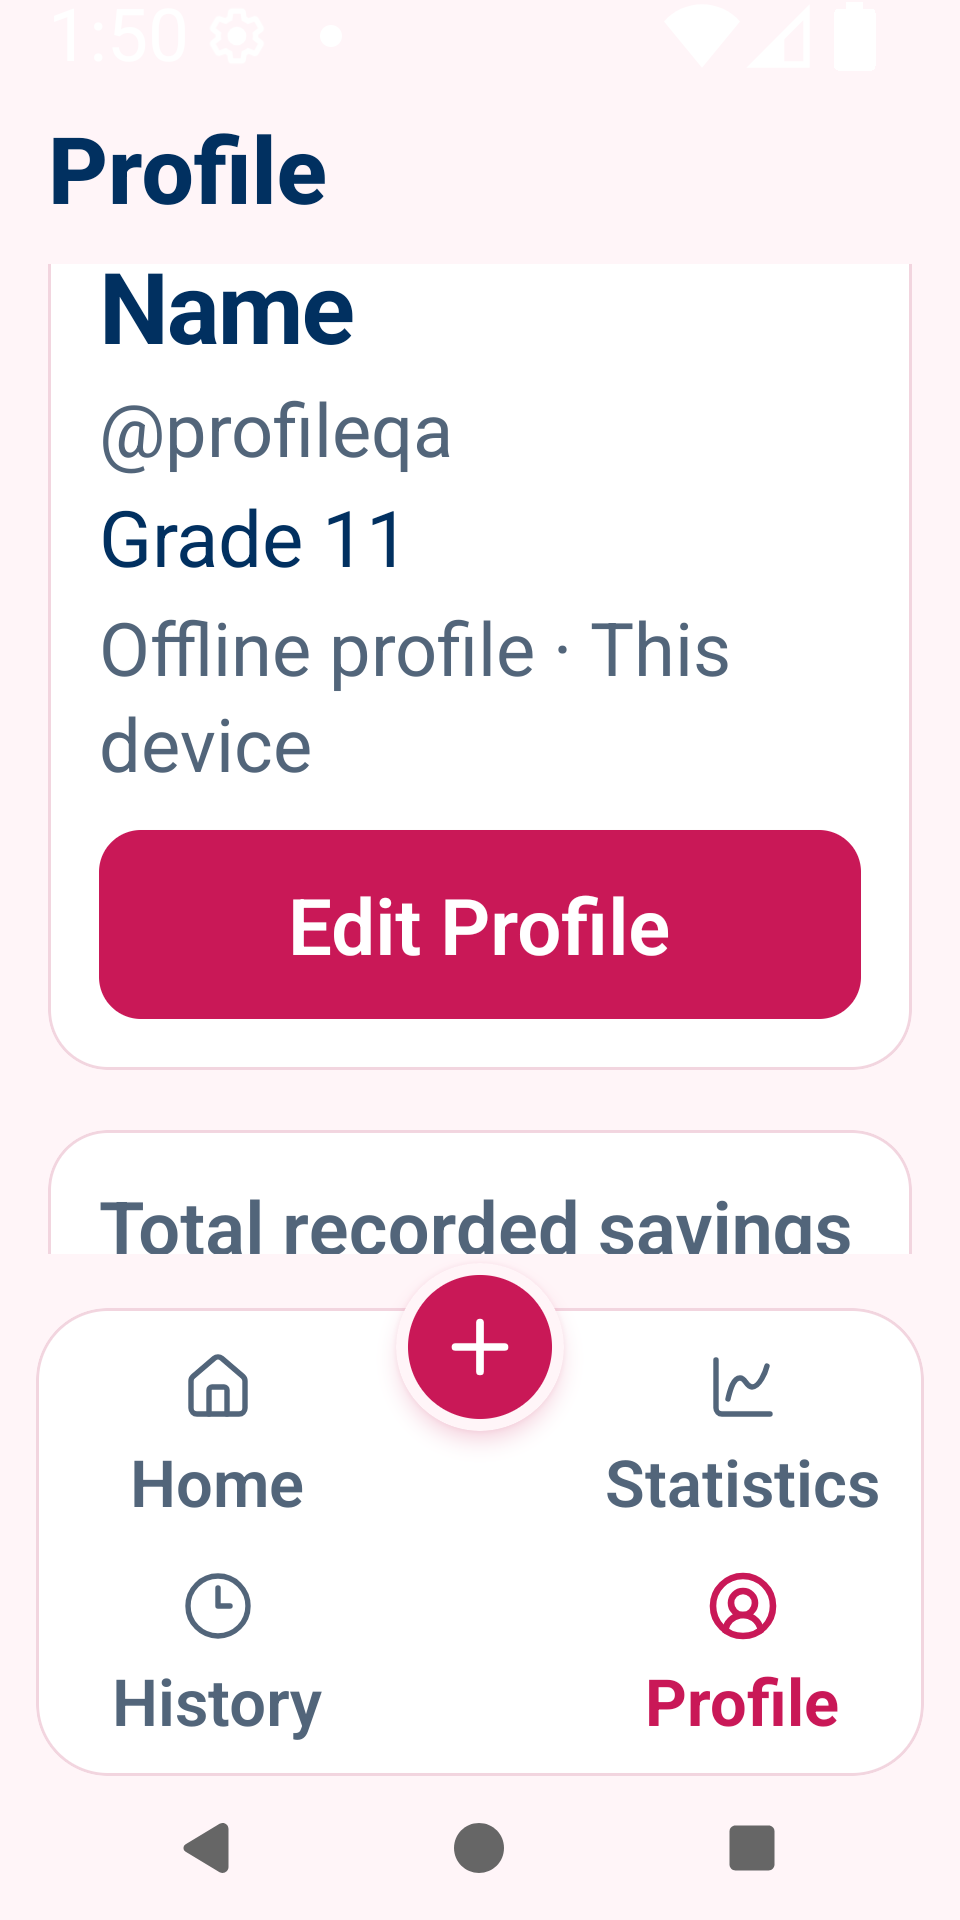 1:50
Profile
Name
@profileqa
Grade 11
Offline profile · This
device
Edit Profile
Total recorded savings
Home
Statistics
History
Profile